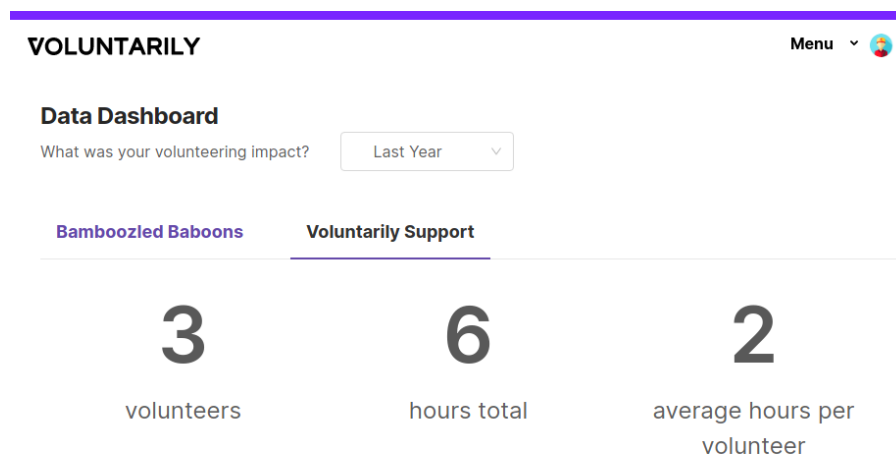 VOLUNTARILY
Menu
Data Dashboard
What was your volunteering impact?
Last Year
Bamboozled Baboons
Voluntarily Support
3
6
2
volunteers
hours total
average hours per
volunteer